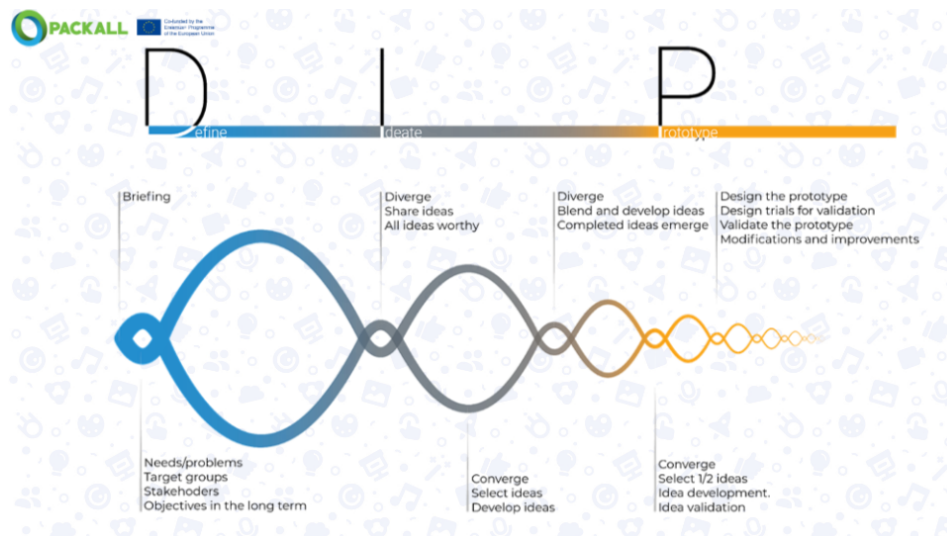 PACKALL
Co-funded by the
Erasmus+ Programme
of the European Union
Define
Ideate
Prototype
Briefing
Diverge
Share ideas
All ideas worthy
Diverge
Blend and develop ideas
Completed ideas emerge
Design the prototype
Design trials for validation
Validate the prototype
Modifications and improvements
Needs/problems
Target groups
Stakehoders
Objectives in the long term
Converge
Select ideas
Develop ideas
Converge
Select 1/2 ideas
Idea development.
Idea validation